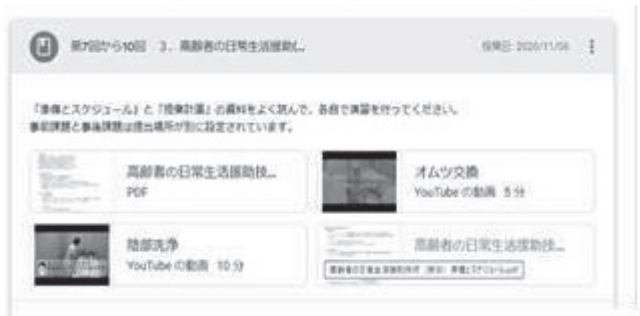 第7回から10回 3. 高齢者の日常生活援助(...
投稿日: 2020/11/06
「準備とスケジュール」と「授業計画」の資料をよく読んで、各自で演習を行ってください。
事前課題と事後課題は提出場所が別に設定されています。
高齢者の日常生活援助技...
PDF
オムツ交換
YouTube の動画 5 分
陰部洗浄
YouTube の動画 10 分
高齢者の日常生活援助技...